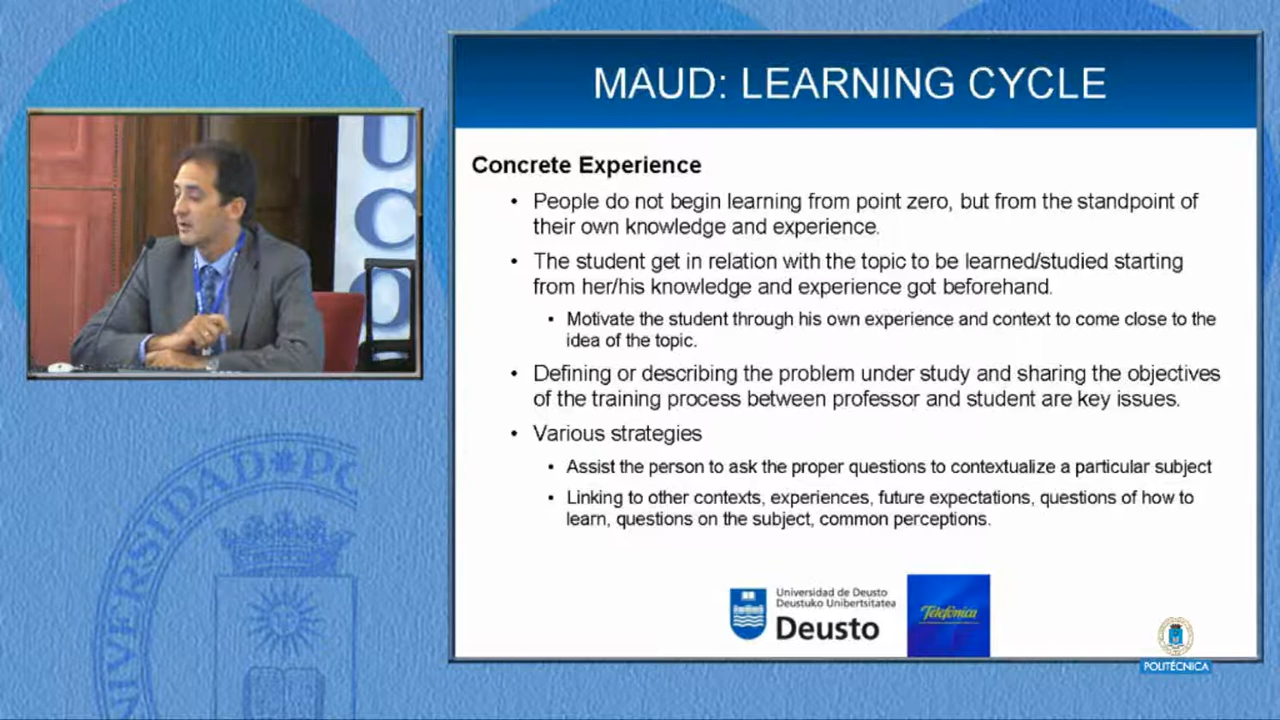 MAUD: LEARNING CYCLE
Concrete Experience
• People do not begin learning from point zero, but from the standpoint of
their own knowledge and experience.
• The student get in relation with the topic to be learned/studied starting
from her/his knowledge and experience got beforehand.
• Motivate the student through his own experience and context to come close to the
idea of the topic.
• Defining or describing the problem under study and sharing the objectives
of the training process between professor and student are key issues.
• Various strategies
• Assist the person to ask the proper questions to contextualize a particular subject
• Linking to other contexts, experiences, future expectations, questions of how to
learn, questions on the subject, common perceptions.
Universidad de Deusto
Deustuko Unibertsitatea
Deusto
Telefónica
POLITÉCNICA
UNIVERSIDAD PO